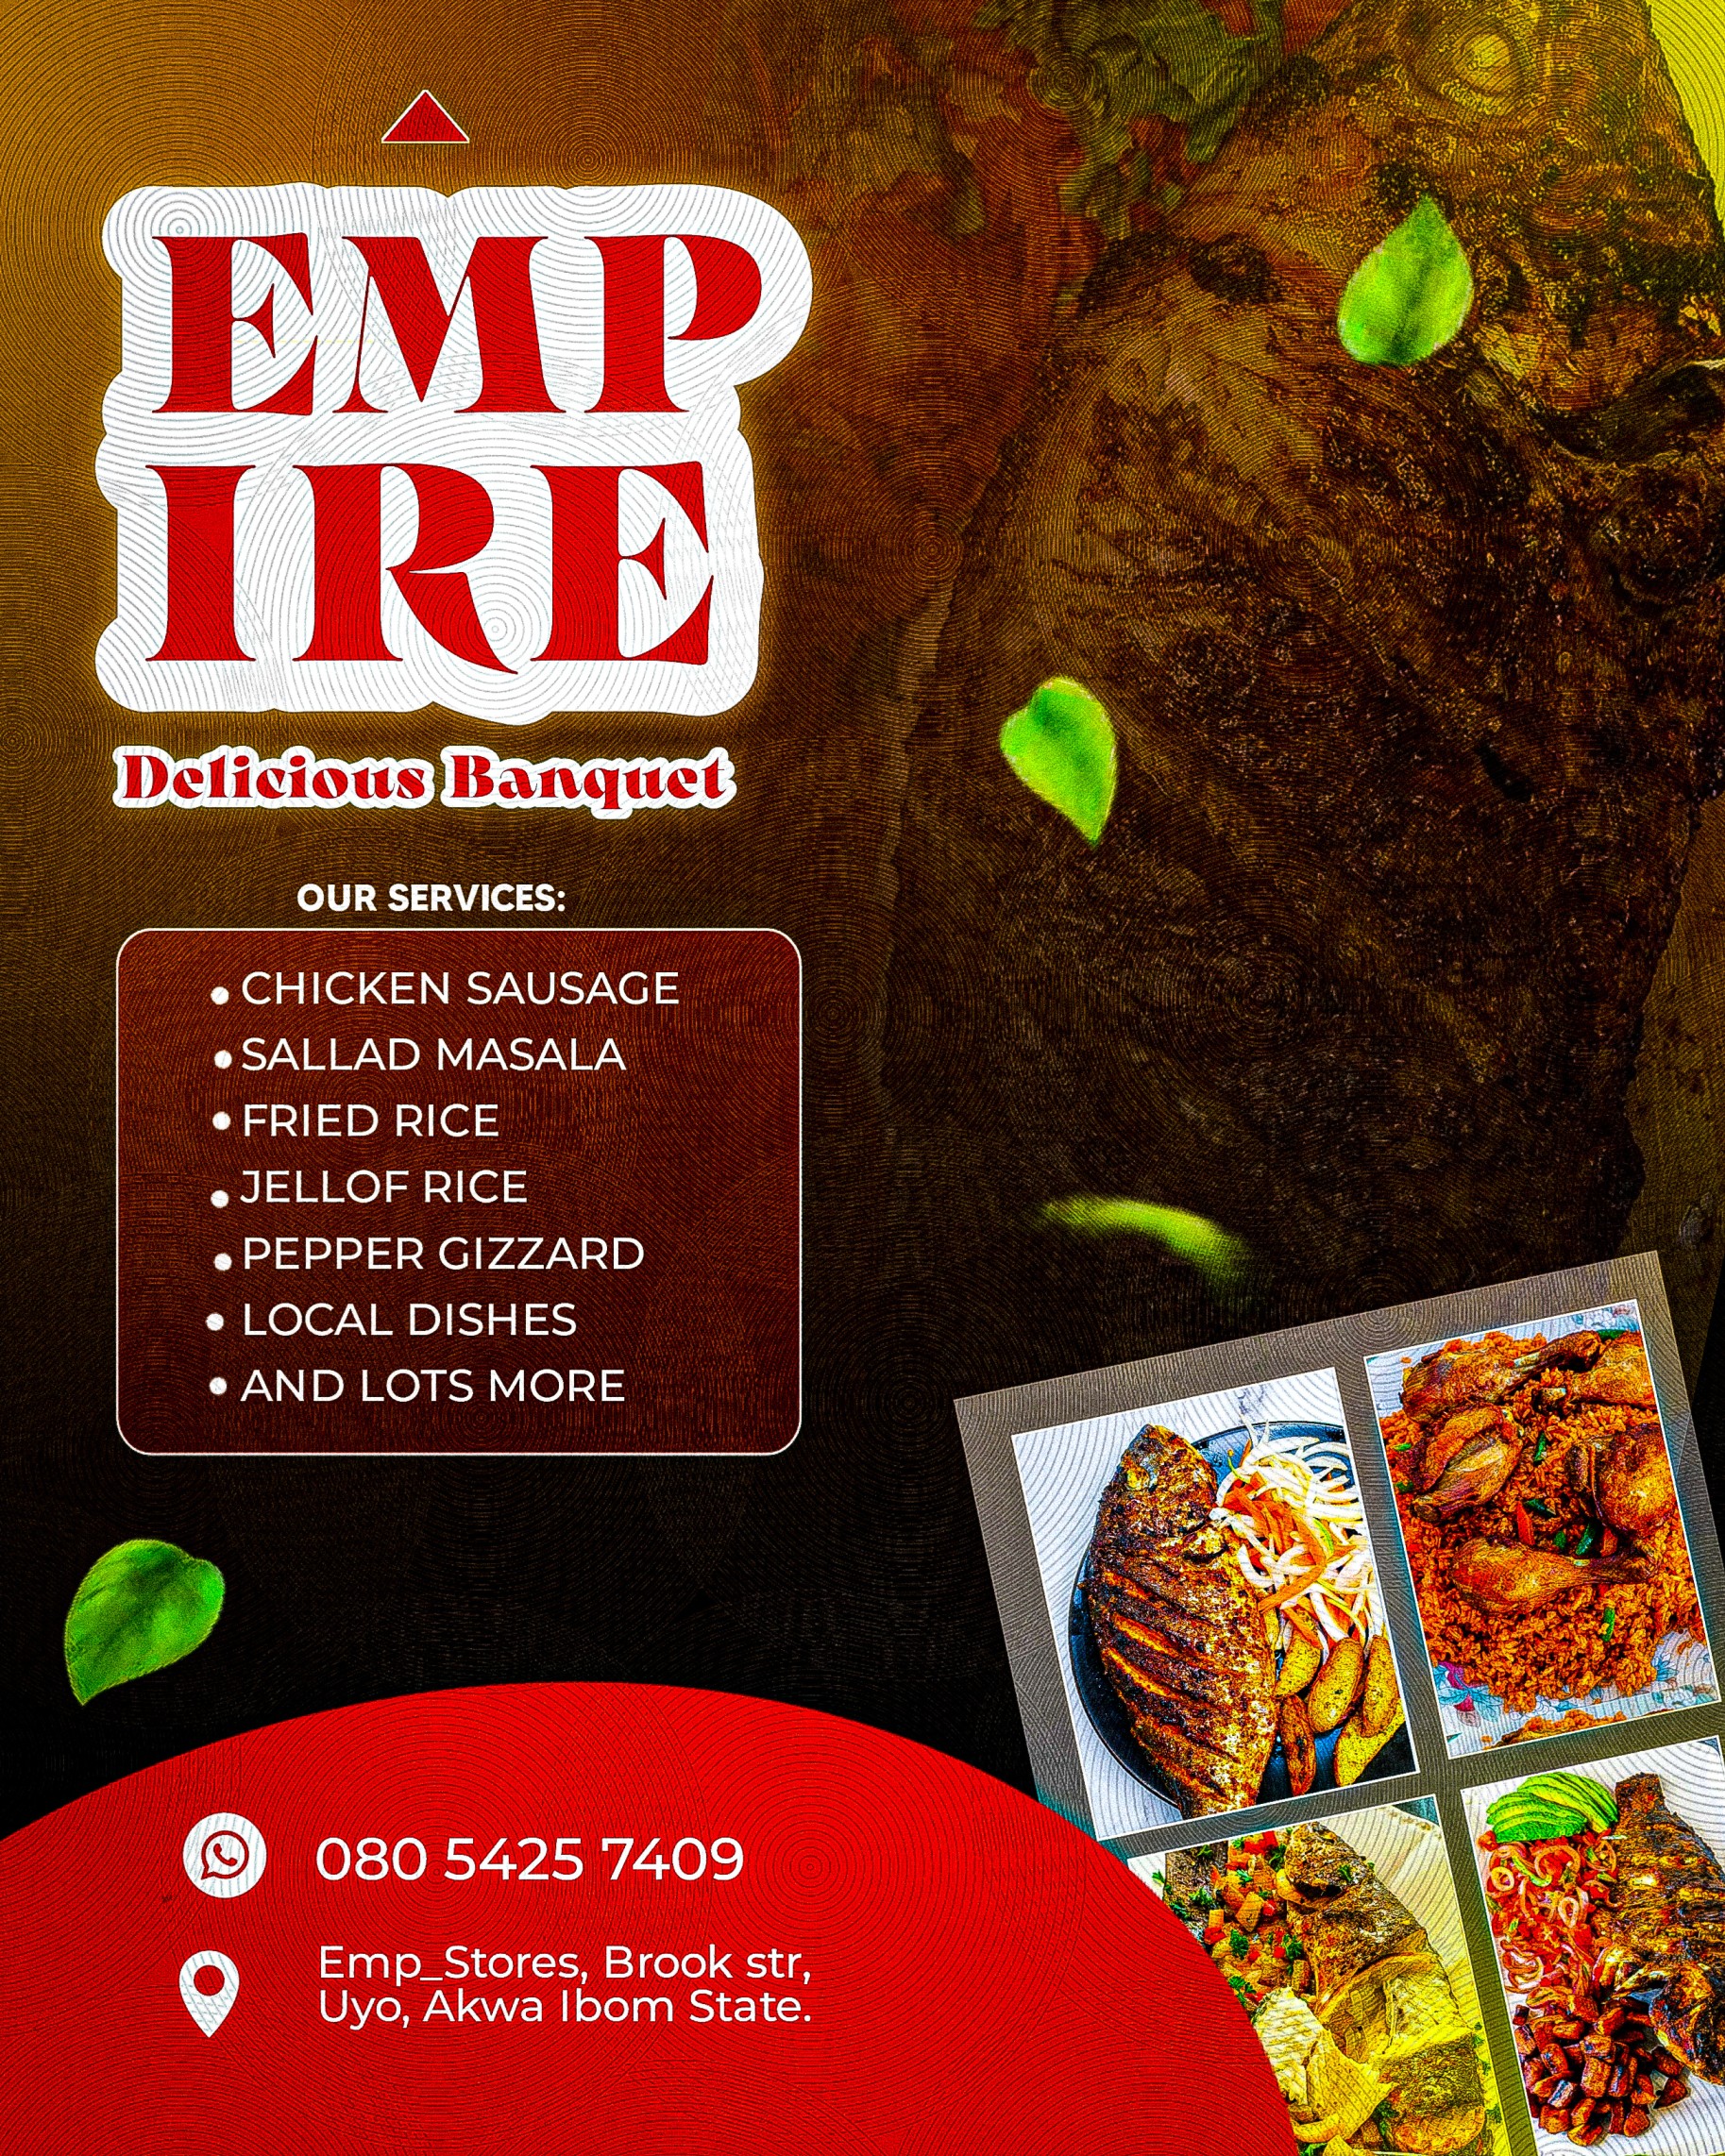 EMP
IRE
Delicious Banquet
OUR SERVICES:
• CHICKEN SAUSAGE
• SALLAD MASALA
• FRIED RICE
• JELLOF RICE
• PEPPER GIZZARD
• LOCAL DISHES
• AND LOTS MORE
080 5425 7409
Emp_Stores, Brook str,
Uyo, Akwa Ibom State.